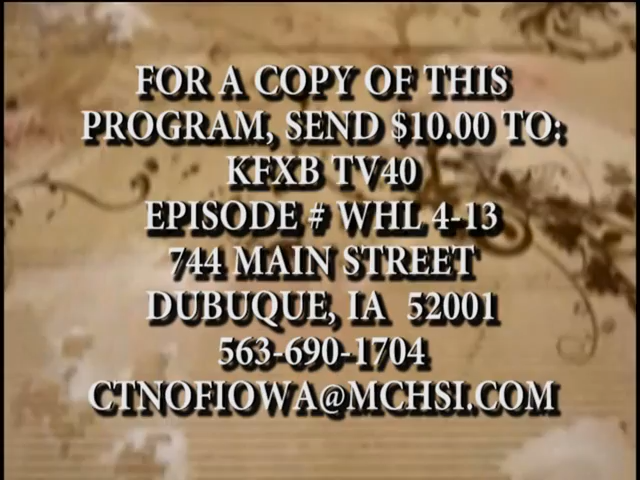 FOR A COPY OF THIS
PROGRAM, SEND $10.00 TO:
KFXB TV40
EPISODE # WHL 4-13
744 MAIN STREET
DUBUQUE, IA  52001
563-690-1704
CTNOFIOWA@MCHSI.COM